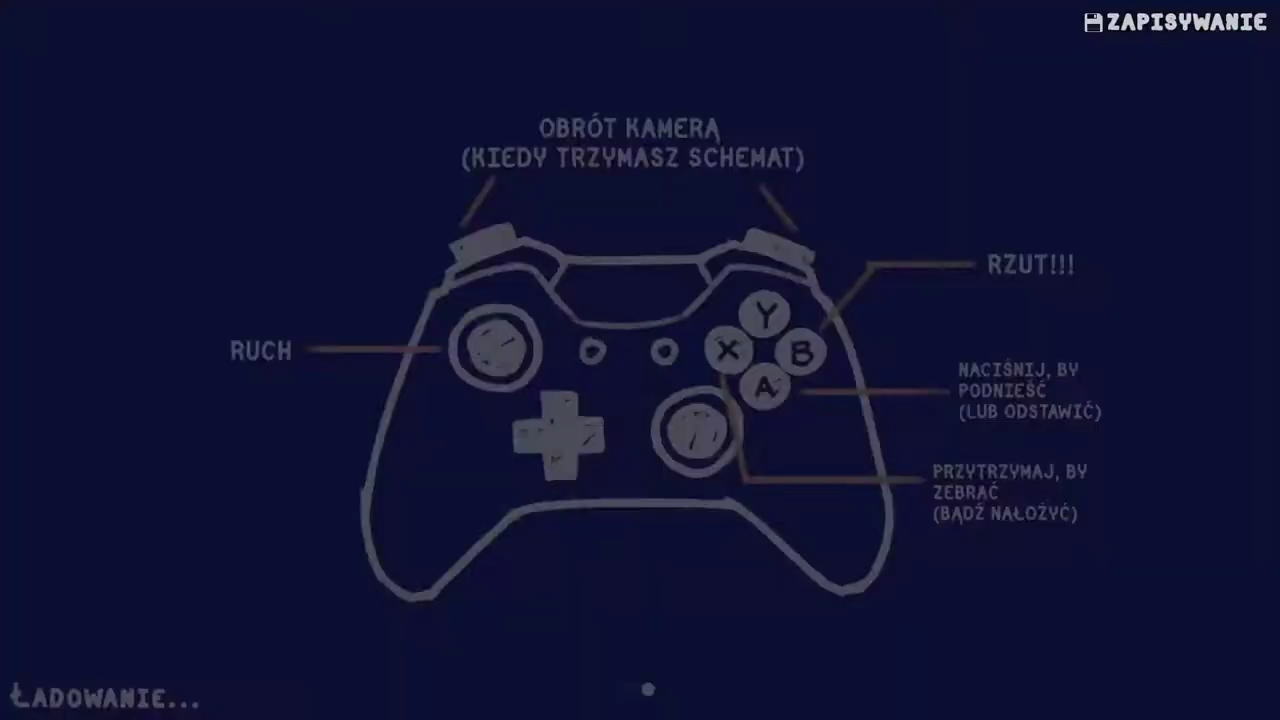 ZAPISYWANIE
OBRÓT KAMERĄ
(KIEDY TRZYMASZ SCHEMAT)
RZUT!!!
Y
X
B
A
RUCH
NACIŚNIJ, BY
PODNIEŚĆ
(LUB ODSTAWIĆ)
PRZYTRZYMAJ, BY
ZEBRAĆ
(BĄDŹ NAŁOŻYĆ)
ŁADOWANIE...